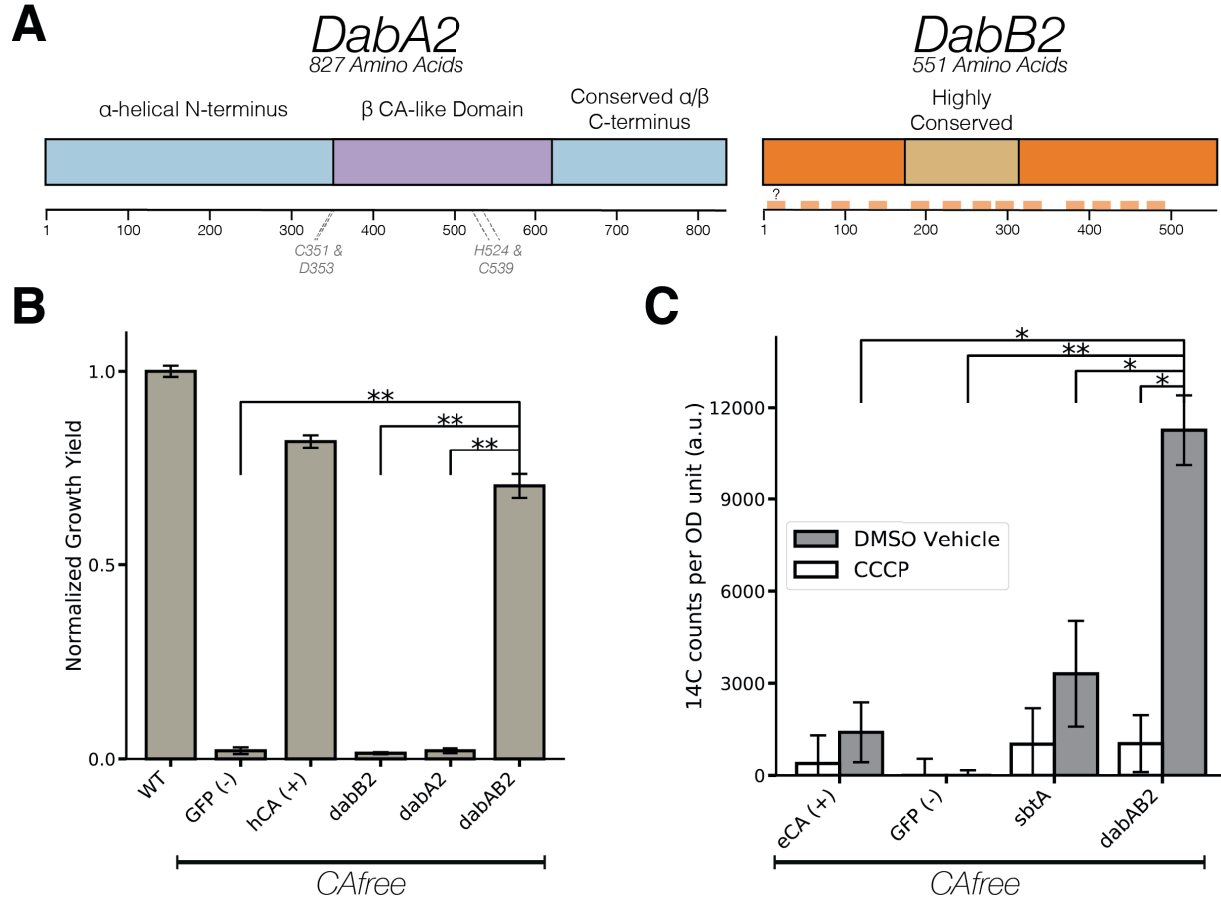 A
DabA2
827 Amino Acids
α-helical N-terminus
β CA-like Domain
Conserved α/β
C-terminus
1 100 200 300 400 500 600 700 800
C351 &
D353
H524 &
C539
DabB2
551 Amino Acids
Highly
Conserved
?
1 100 200 300 400 500
B
Normalized Growth Yield
1.0
0.5
0.0
**
**
**
WT
GFP (-)
hCA (+)
dabB2
dabA2
dabAB2
CAfree
C
14C counts per OD unit (a.u.)
12000
9000
6000
3000
0
*
**
*
*
DMSO Vehicle
CCCP
eCA (+)
GFP (-)
sbtA
dabAB2
CAfree